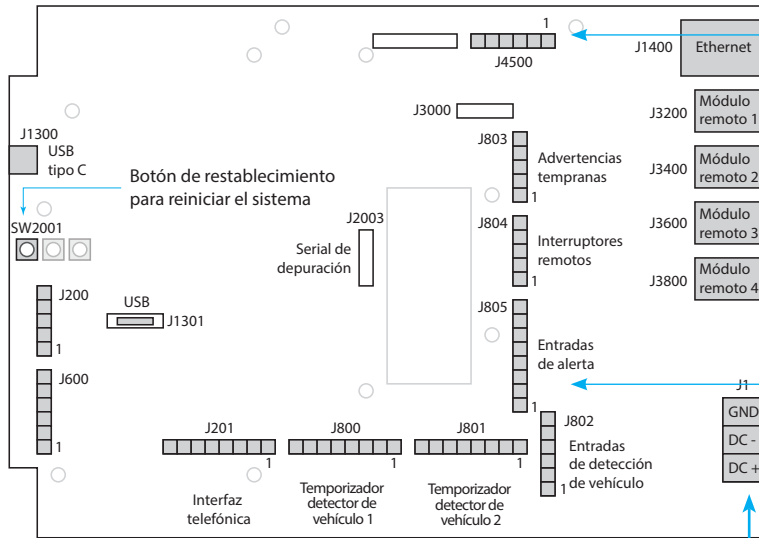 1
J4500
J1400
Ethernet
J3000
J3200
Módulo
remoto 1
J1300
USB
tipo C
J803
Advertencias
tempranas
1
J3400
Módulo
remoto 2
Botón de restablecimiento
para reiniciar el sistema
SW2001
J2003
Serial de
depuración
J804
Interruptores
remotos
1
J3600
Módulo
remoto 3
J3800
Módulo
remoto 4
J200
1
USB
J1301
J805
Entradas
de alerta
1
J600
1
J1
GND
DC -
DC +
J201
1
Interfaz
telefónica
J800
1
Temporizador
detector de
vehículo 1
J801
1
Temporizador
detector de
vehículo 2
J802
Entradas
de detección
de vehículo
1